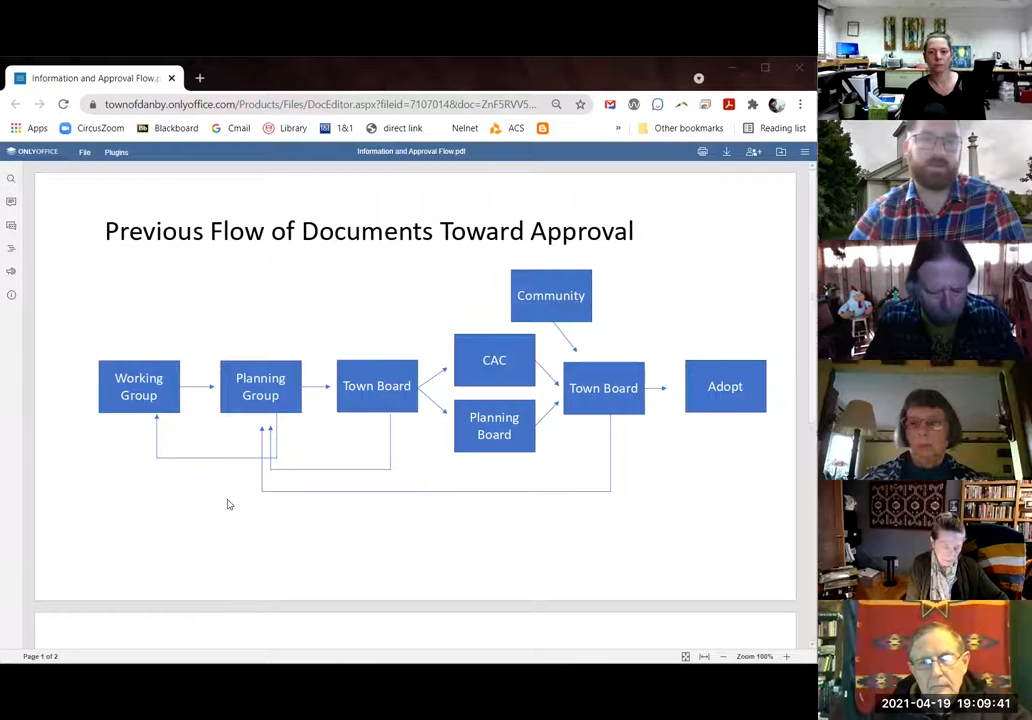 Information and Approval Flow.p
townofdanby.onlyoffice.com/Products/Files/DocEditor.aspx?fileid=7107014&doc=ZnF5RVV5...
Apps CircusZoom Blackboard Gmail Library 1&1 direct link Nelnet ACS » Other bookmarks Reading list
ONLYOFFICE File Plugins Information and Approval Flow.pdf
Previous Flow of Documents Toward Approval
Community
CAC
Working
Group
Planning
Group
Town Board
Planning
Board
Town Board
Adopt
Page 1 of 2
Zoom 100%
2021-04-19 19:09:41